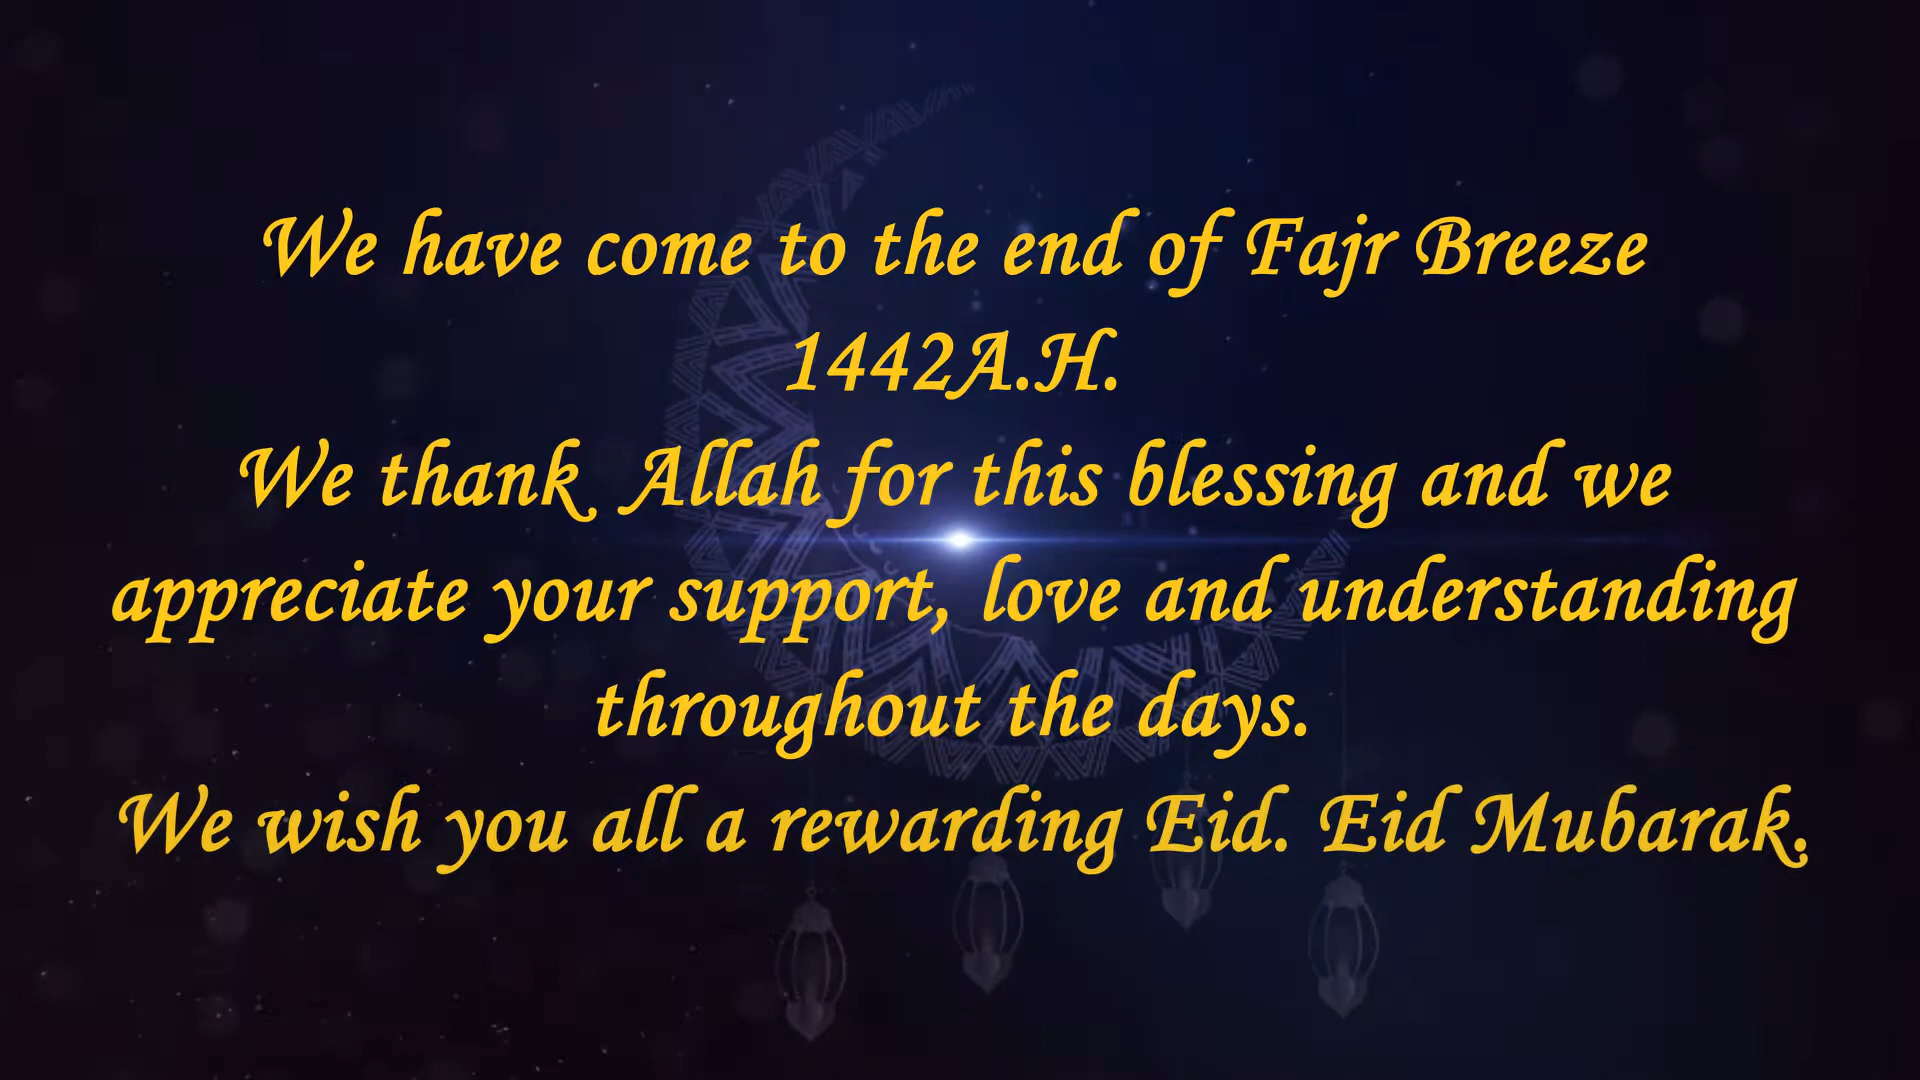 We have come to the end of Fajr Breeze
1442A.H.
We thank Allah for this blessing and we
appreciate your support, love and understanding
throughout the days.
We wish you all a rewarding Eid. Eid Mubarak.